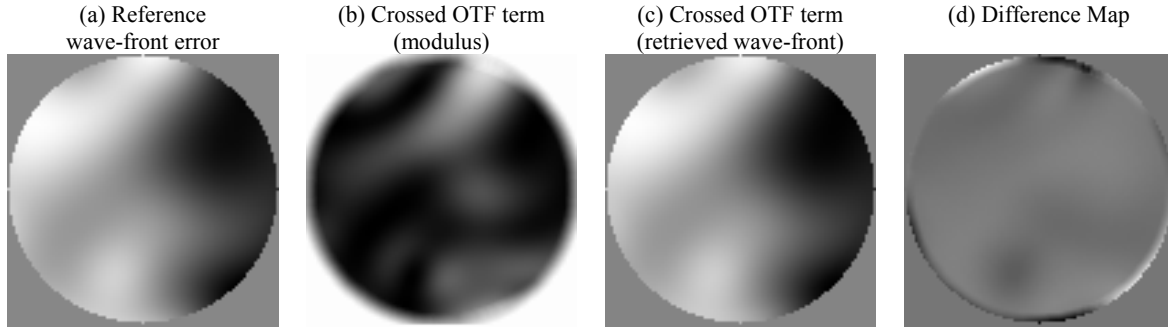 (a) Reference
wave-front error
(b) Crossed OTF term
(modulus)
(c) Crossed OTF term
(retrieved wave-front)
(d) Difference Map